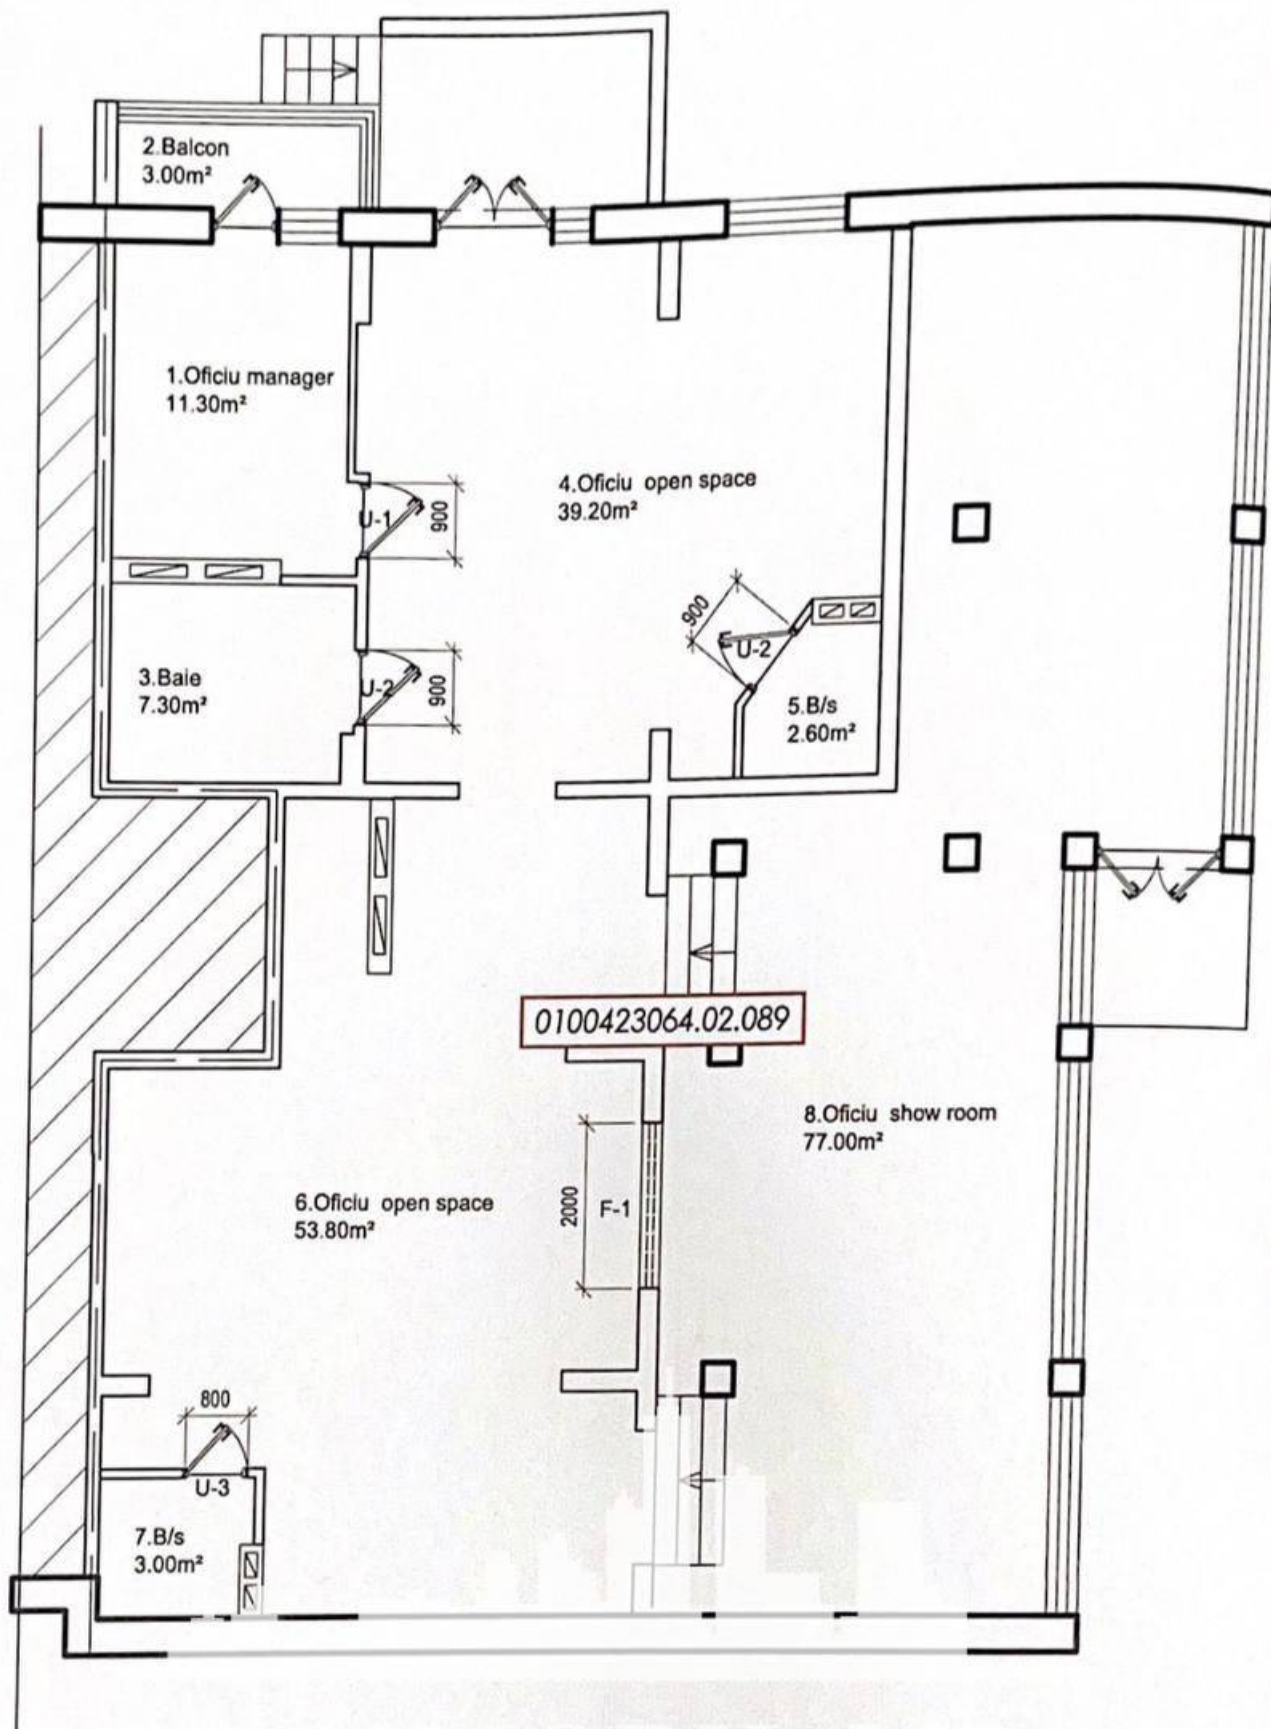 2.Balcon
3.00m²
1.Oficiu manager
11.30m²
U-1
900
4.Oficiu open space
39.20m²
900
U-2
3.Baie
7.30m²
U-2
900
5.B/s
2.60m²
0100423064.02.089
8.Oficiu show room
77.00m²
6.Oficiu open space
53.80m²
2000
F-1
800
U-3
7.B/s
3.00m²